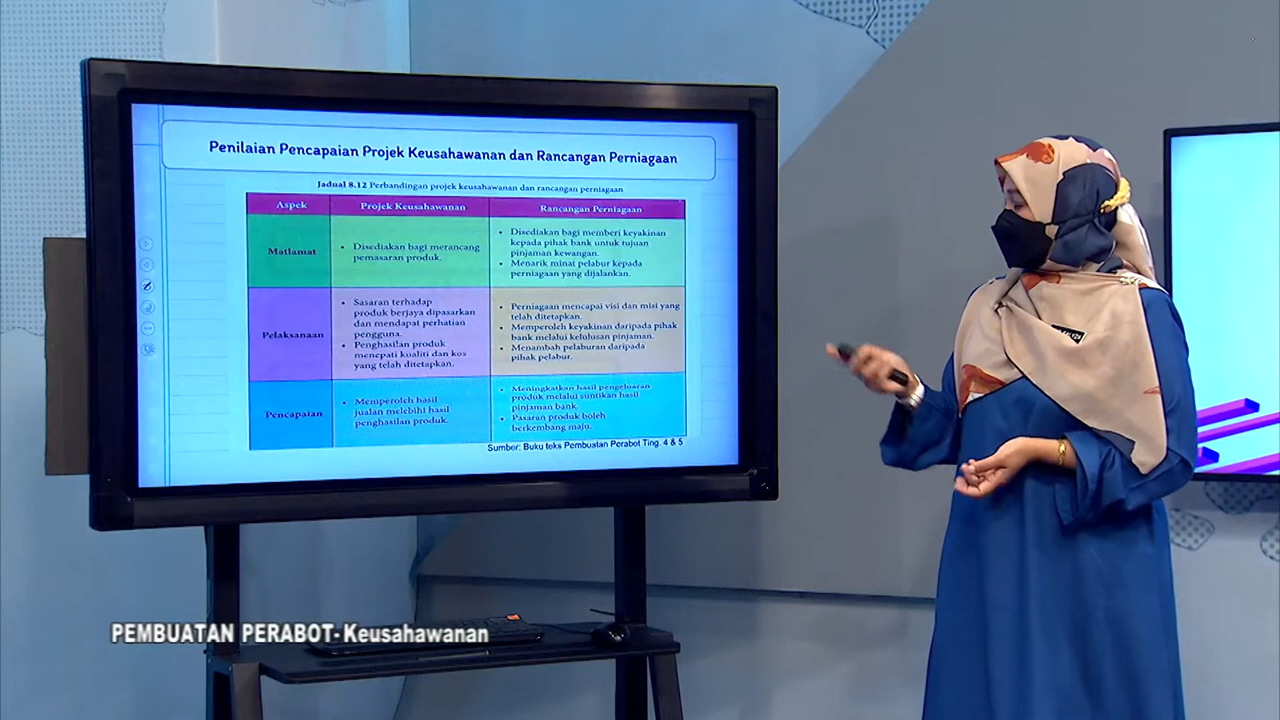 Penilaian Pencapaian Projek Keusahawanan dan Rancangan Perniagaan
Jadual 8.12 Perbandingan projek keusahawanan dan rancangan perniagaan
Aspek
Projek Keusahawanan
Rancangan Perniagaan
Matlamat
• Disediakan bagi merancang
pemasaran produk.
• Disediakan bagi memberi keyakinan
kepada pihak bank untuk tujuan
pinjaman kewangan.
• Menarik minat pelabur kepada
perniagaan yang dijalankan.
Pelaksanaan
• Sasaran terhadap
produk berjaya dipasarkan
dan mendapat perhatian
pengguna.
• Penghasilan produk
menepati kualiti dan kos
yang telah ditetapkan.
• Perniagaan mencapai visi dan misi yang
telah ditetapkan.
• Memperoleh keyakinan daripada pihak
bank melalui kelulusan pinjaman.
• Menambah pelaburan daripada
pihak pelabur.
Pencapaian
• Memperoleh hasil
jualan melebihi hasil
penghasilan produk.
• Meningkatkan hasil pengeluaran
produk melalui suntikan hasil
pinjaman bank.
• Pasaran produk boleh
berkembang maju.
Sumber: Buku teks Pembuatan Perabot Ting. 4 & 5
PEMBUATAN PERABOT-Keusahawanan